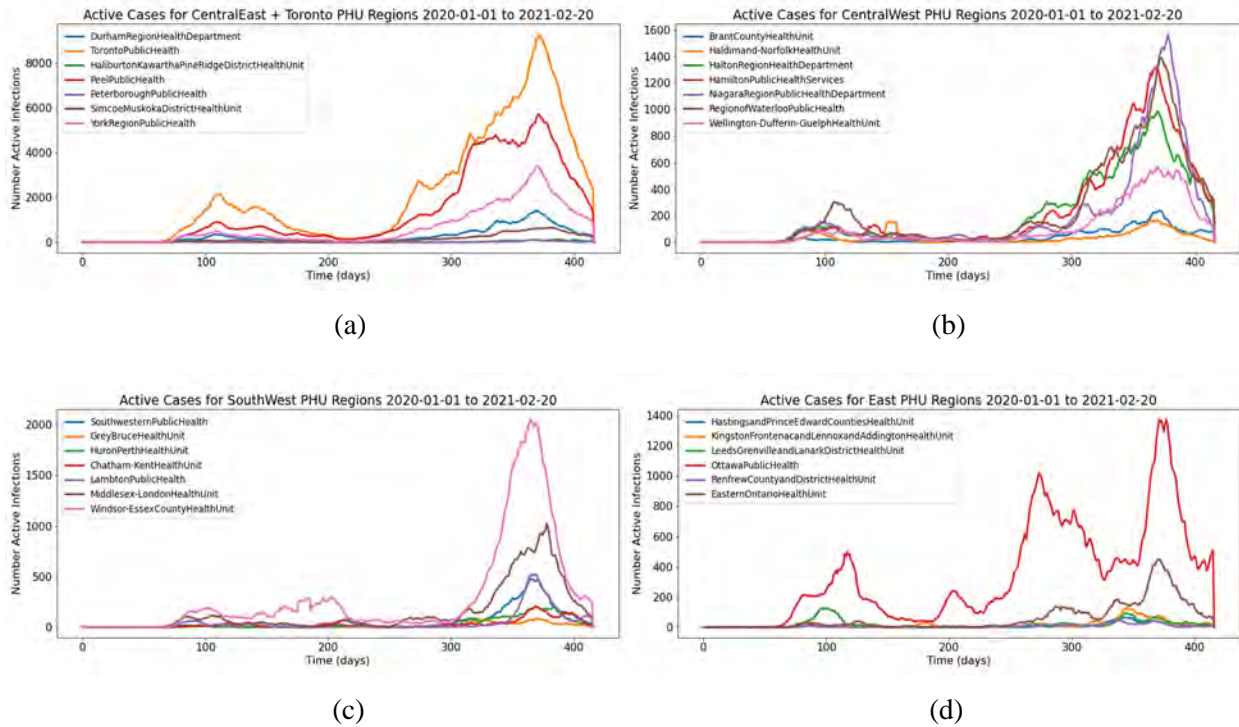 Active Cases for CentralEast + Toronto PHU Regions 2020-01-01 to 2021-02-20
DurhamRegionHealthDepartment
TorontoPublicHealth
HaliburtonKawarthaPineRidgeDistrictHealthUnit
PeelPublicHealth
PeterboroughPublicHealth
SimcoeMuskokaDistrictHealthUnit
YorkRegionPublicHealth
Number Active Infections
8000
6000
4000
2000
0
0 100 200 300 400
Time (days)
(a)
Active Cases for CentralWest PHU Regions 2020-01-01 to 2021-02-20
BrantCountyHealthUnit
Haldimand-NorfolkHealthUnit
HaltonRegionHealthDepartment
HamiltonPublicHealthServices
NiagaraRegionPublicHealthDepartment
RegionofWaterlooPublicHealth
Wellington-Dufferin-GuelphHealthUnit
Number Active Infections
1600
1400
1200
1000
800
600
400
200
0
0 100 200 300 400
Time (days)
(b)
Active Cases for SouthWest PHU Regions 2020-01-01 to 2021-02-20
SouthwesternPublicHealth
GreyBruceHealthUnit
HuronPerthHealthUnit
Chatham-KentHealthUnit
LambtonPublicHealth
Middlesex-LondonHealthUnit
Windsor-EssexCountyHealthUnit
Number Active Infections
2000
1500
1000
500
0
0 100 200 300 400
Time (days)
(c)
Active Cases for East PHU Regions 2020-01-01 to 2021-02-20
HastingsandPrinceEdwardCountiesHealthUnit
KingstonFrontenacandLennoxandAddingtonHealthUnit
LeedsGrenvilleandLanarkDistrictHealthUnit
OttawaPublicHealth
RenfrewCountyandDistrictHealthUnit
EasternOntarioHealthUnit
Number Active Infections
1400
1200
1000
800
600
400
200
0
0 100 200 300 400
Time (days)
(d)